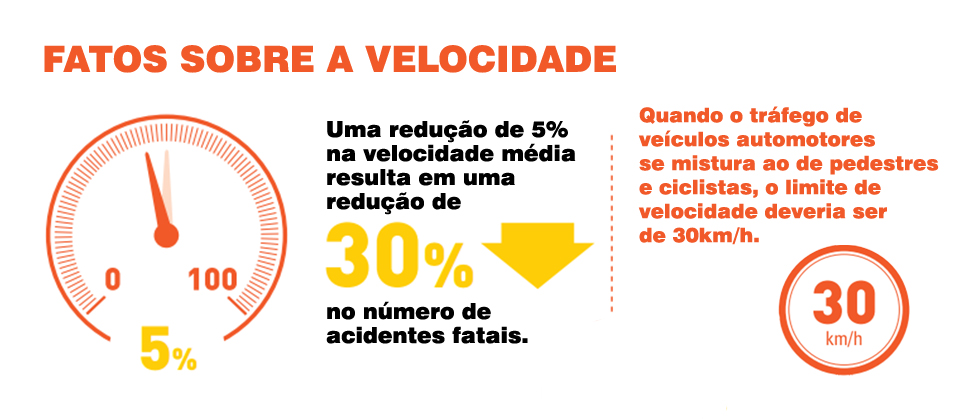 FATOS SOBRE A VELOCIDADE
0
100
5%
Uma redução de 5%
na velocidade média
resulta em uma
redução de
30%
no número de
acidentes fatais.
Quando o tráfego de
veículos automotores
se mistura ao de pedestres
e ciclistas, o limite de
velocidade deveria ser
de 30km/h.
30
km/h